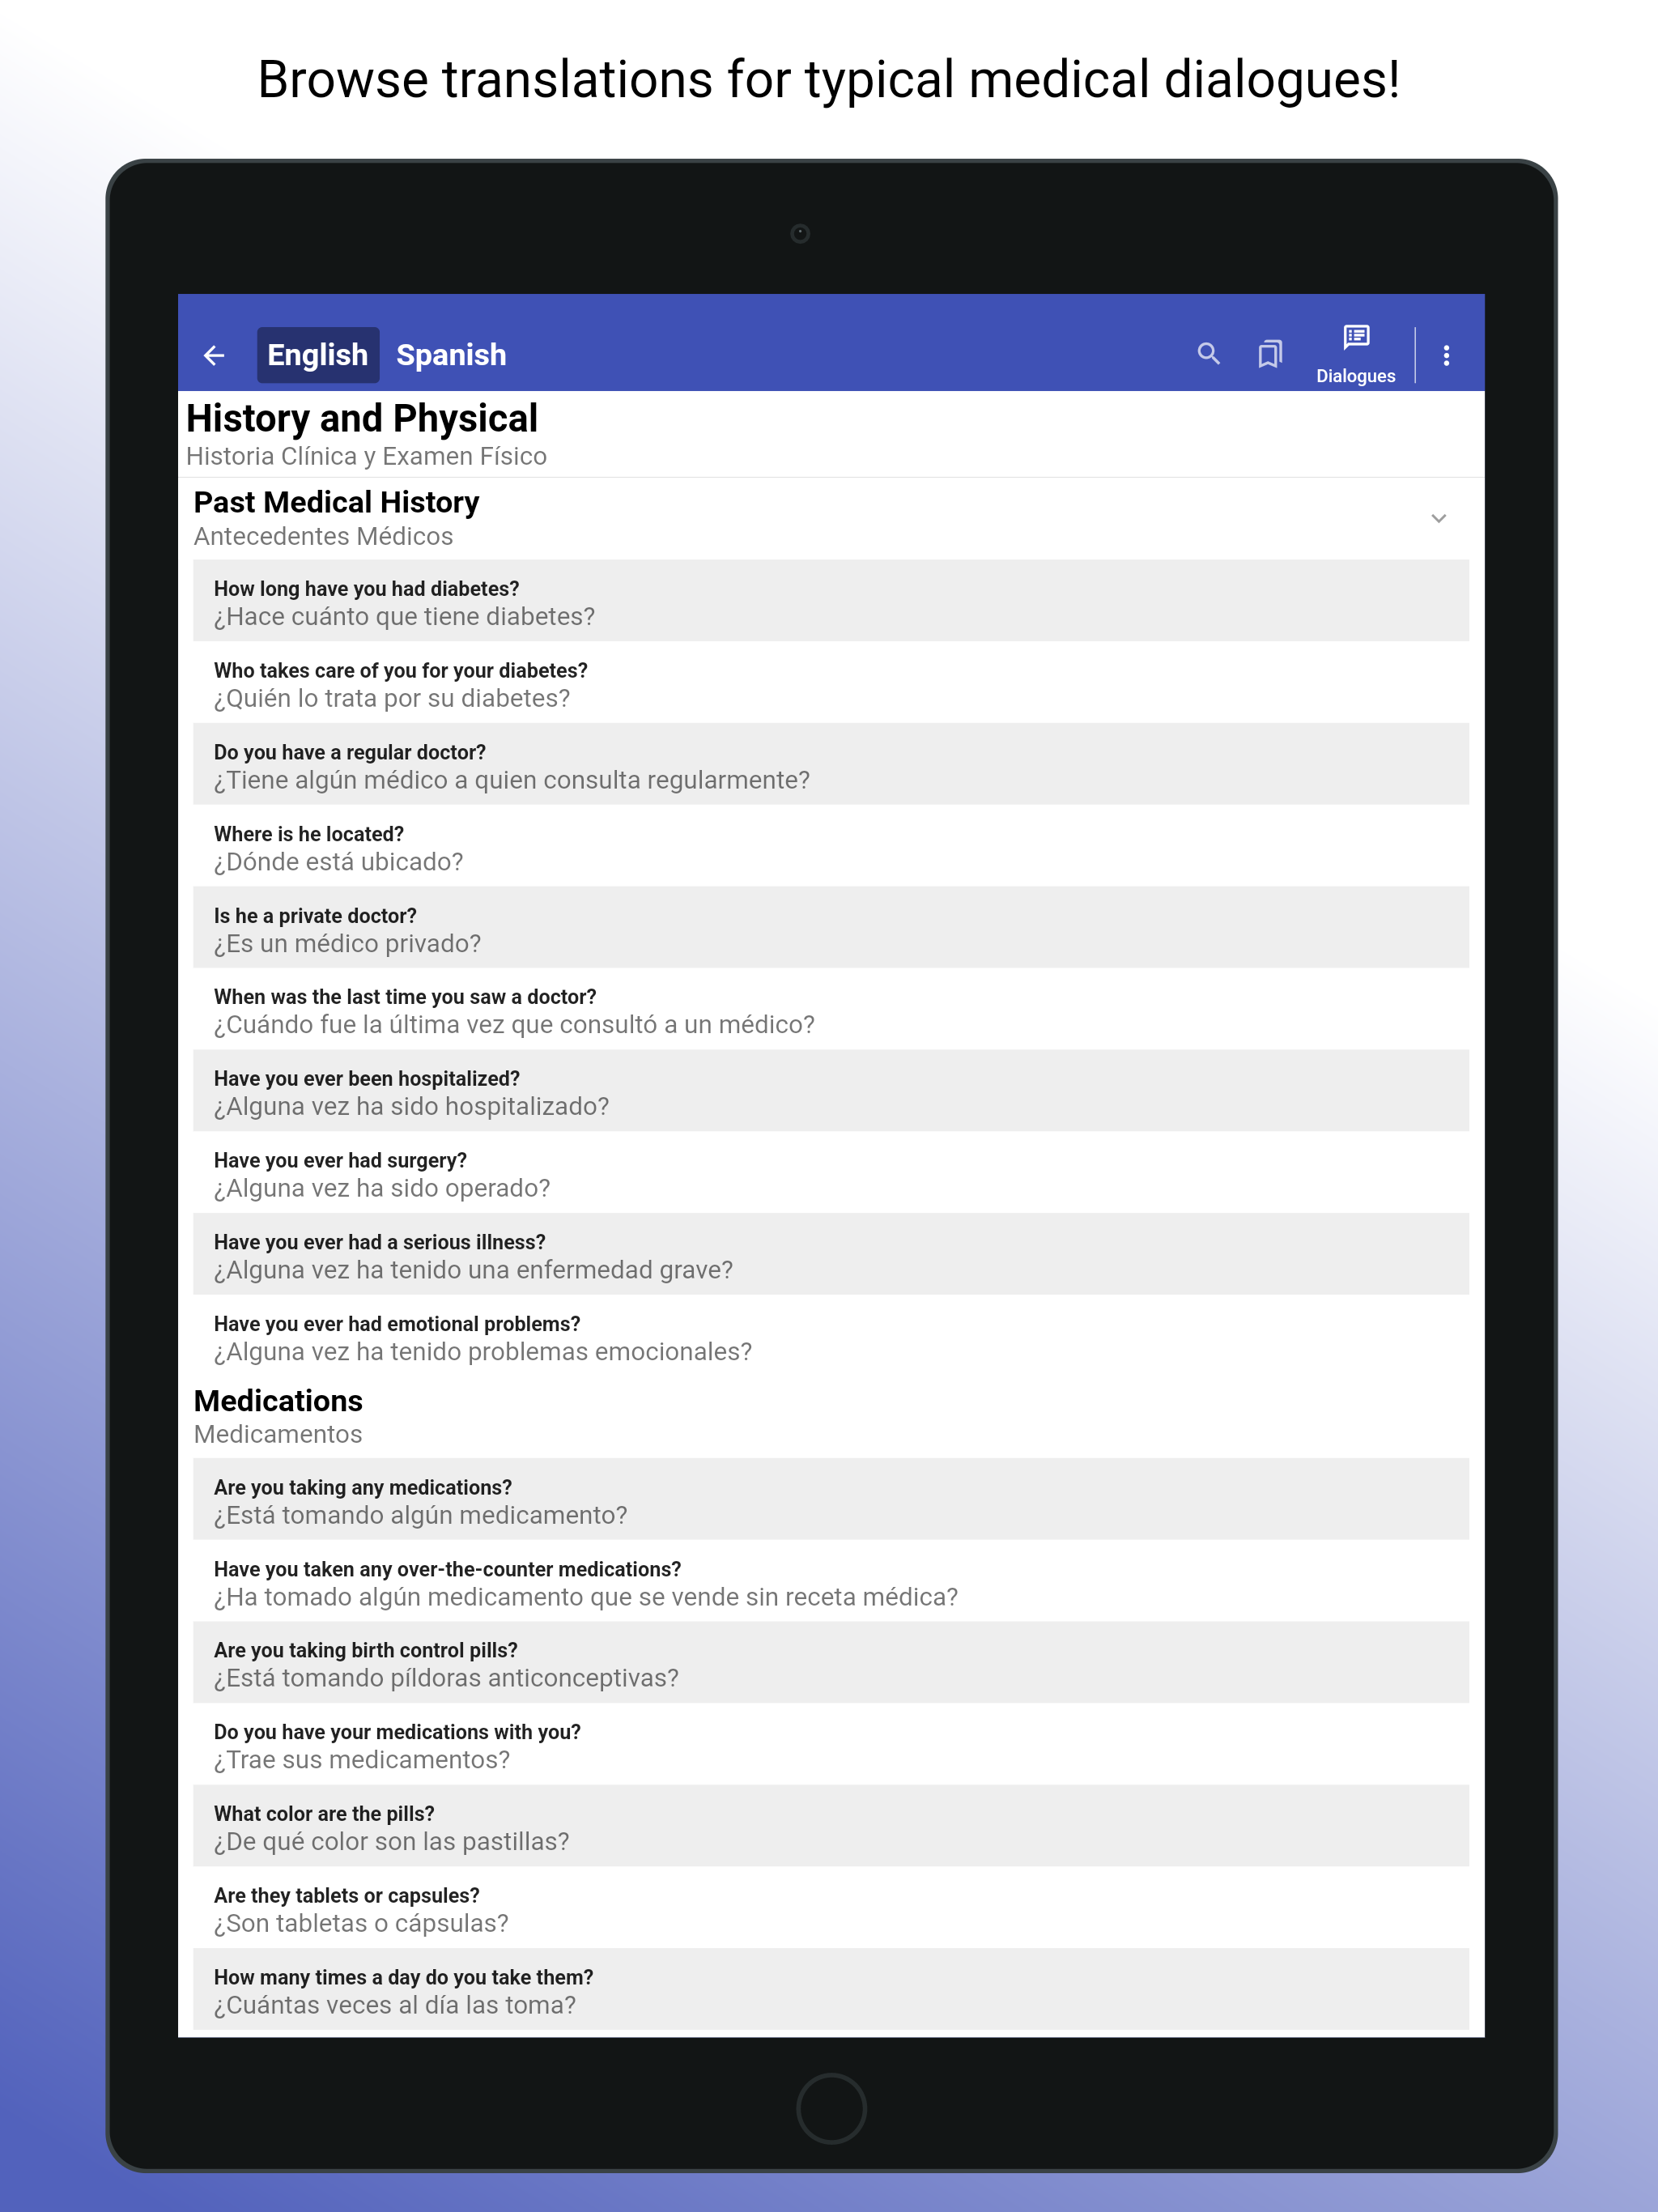 Browse translations for typical medical dialogues!
English Spanish
Dialogues
History and Physical
Historia Clínica y Examen Físico
Past Medical History
Antecedentes Médicos
How long have you had diabetes?
¿Hace cuánto que tiene diabetes?
Who takes care of you for your diabetes?
¿Quién lo trata por su diabetes?
Do you have a regular doctor?
¿Tiene algún médico a quien consulta regularmente?
Where is he located?
¿Dónde está ubicado?
Is he a private doctor?
¿Es un médico privado?
When was the last time you saw a doctor?
¿Cuándo fue la última vez que consultó a un médico?
Have you ever been hospitalized?
¿Alguna vez ha sido hospitalizado?
Have you ever had surgery?
¿Alguna vez ha sido operado?
Have you ever had a serious illness?
¿Alguna vez ha tenido una enfermedad grave?
Have you ever had emotional problems?
¿Alguna vez ha tenido problemas emocionales?
Medications
Medicamentos
Are you taking any medications?
¿Está tomando algún medicamento?
Have you taken any over-the-counter medications?
¿Ha tomado algún medicamento que se vende sin receta médica?
Are you taking birth control pills?
¿Está tomando píldoras anticonceptivas?
Do you have your medications with you?
¿Trae sus medicamentos?
What color are the pills?
¿De qué color son las pastillas?
Are they tablets or capsules?
¿Son tabletas o cápsulas?
How many times a day do you take them?
¿Cuántas veces al día las toma?